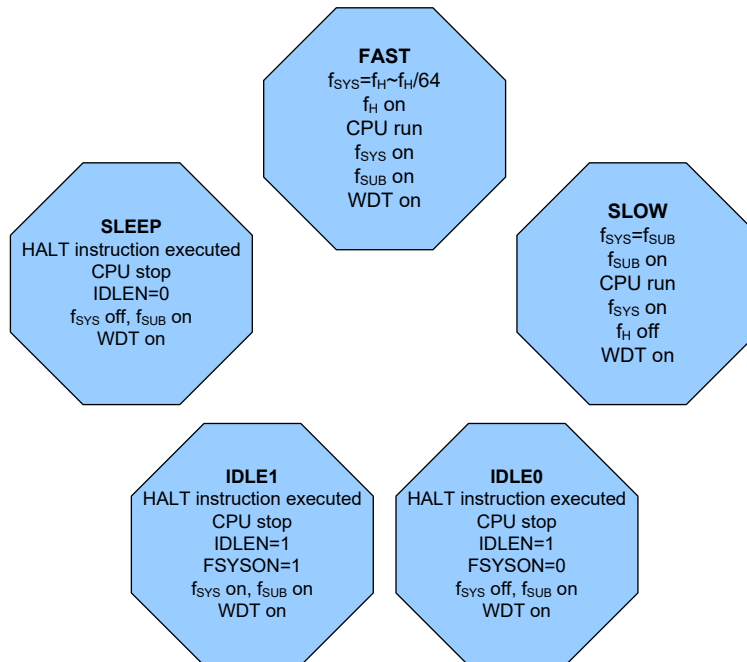 FAST
fSYS=fH~fH/64
fH on
CPU run
fSYS on
fSUB on
WDT on
SLEEP
HALT instruction executed
CPU stop
IDLEN=0
fSYS off, fSUB on
WDT on
SLOW
fSYS=fSUB
fSUB on
CPU run
fSYS on
fH off
WDT on
IDLE1
HALT instruction executed
CPU stop
IDLEN=1
FSYSON=1
fSYS on, fSUB on
WDT on
IDLE0
HALT instruction executed
CPU stop
IDLEN=1
FSYSON=0
fSYS off, fSUB on
WDT on